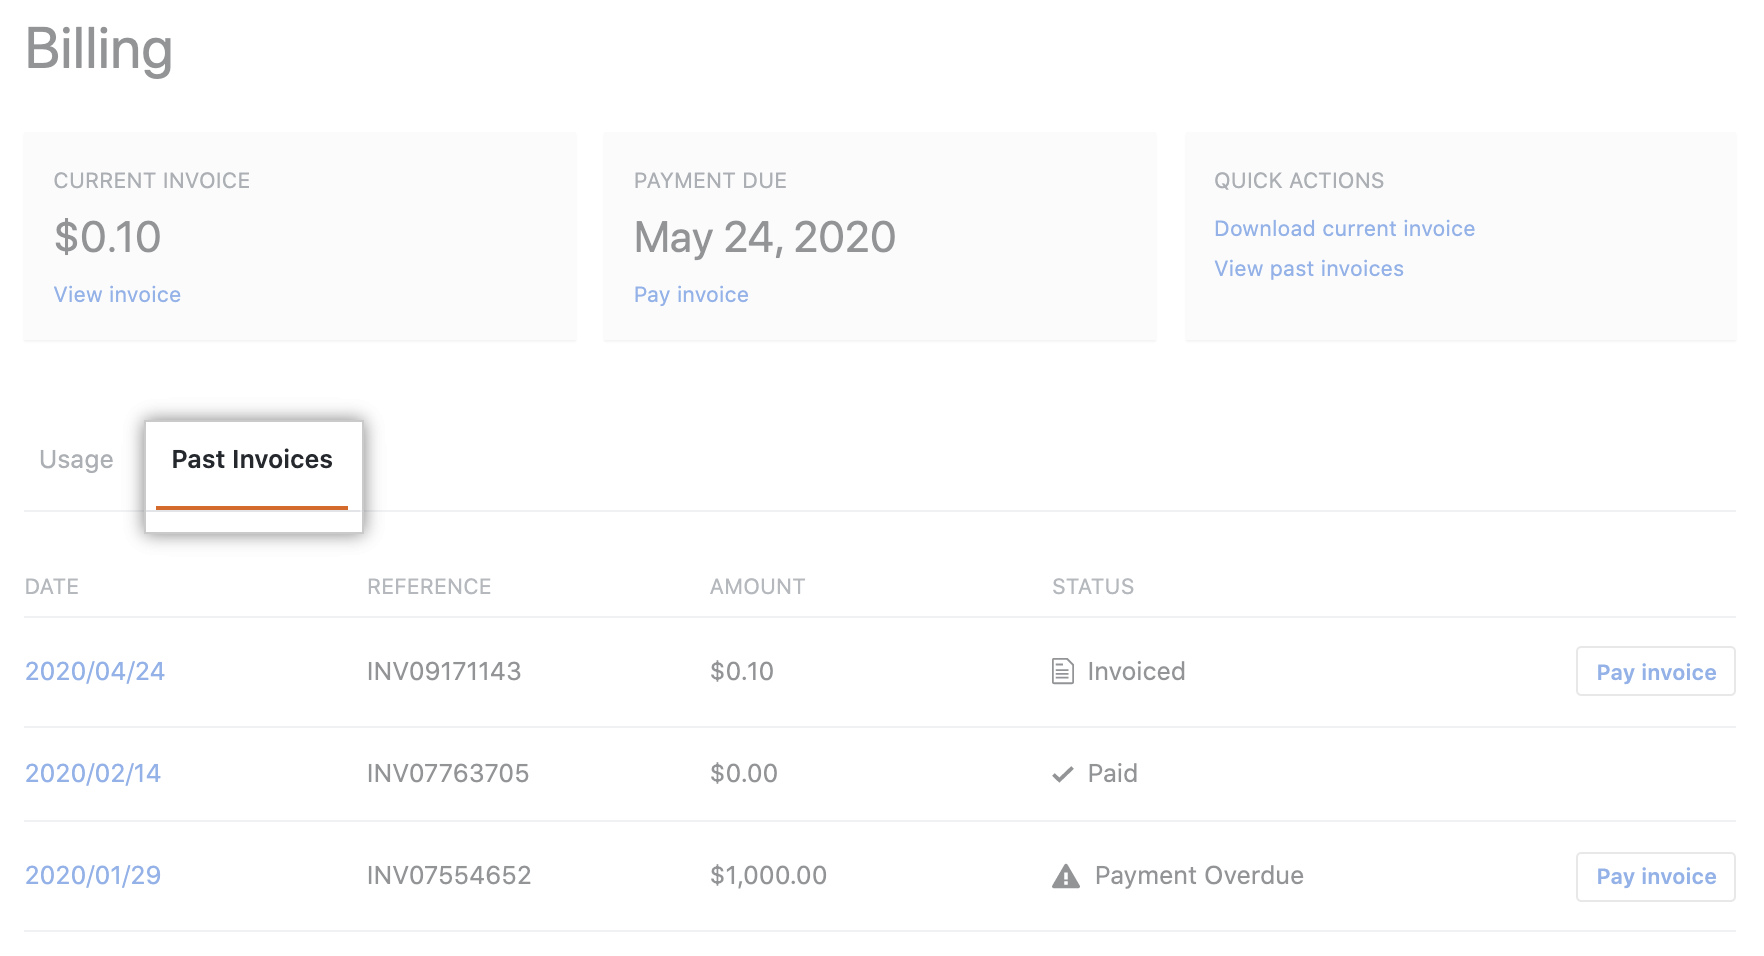 Billing
CURRENT INVOICE
$0.10
View invoice
PAYMENT DUE
May 24, 2020
Pay invoice
QUICK ACTIONS
Download current invoice
View past invoices
Usage Past Invoices
DATE REFERENCE AMOUNT STATUS
2020/04/24 INV09171143 $0.10 Invoiced Pay invoice
2020/02/14 INV07763705 $0.00 Paid
2020/01/29 INV07554652 $1,000.00 Payment Overdue Pay invoice